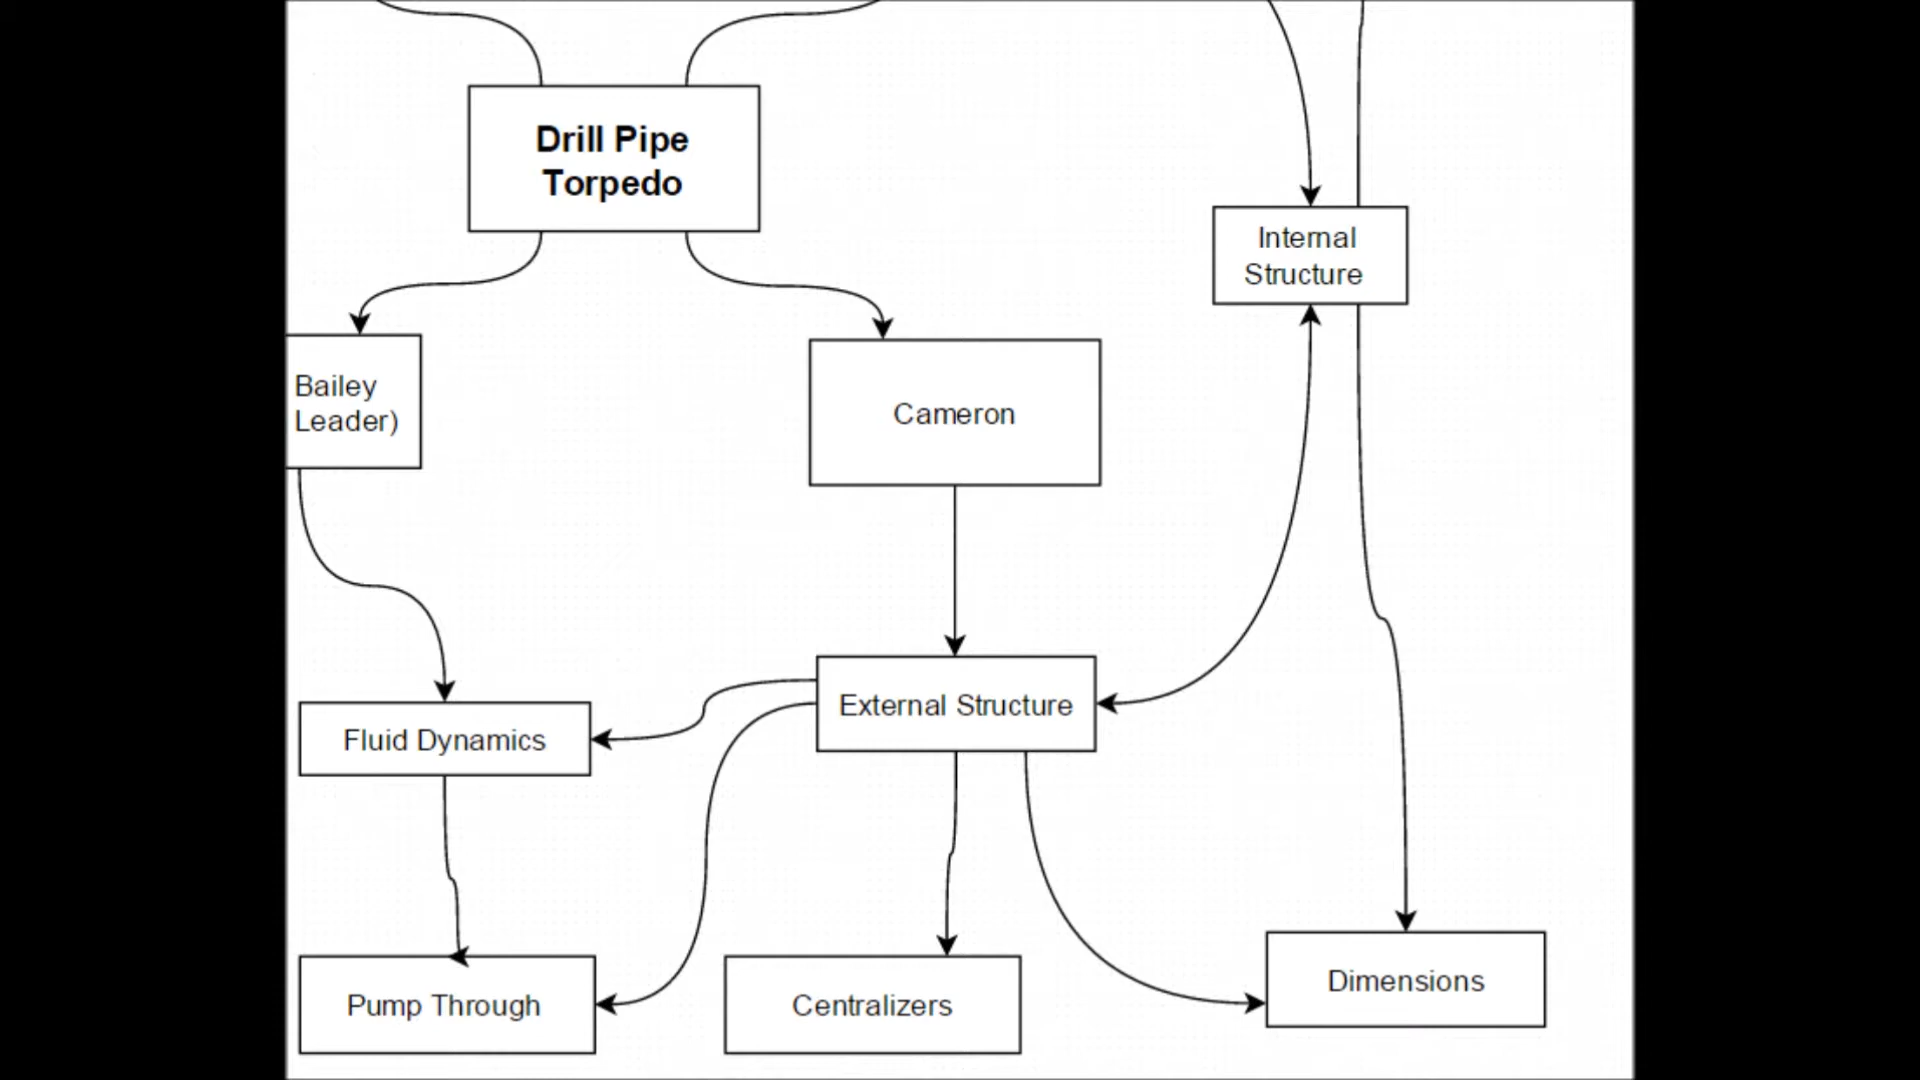 Drill Pipe
Torpedo
Internal
Structure
Bailey
Leader)
Cameron
External Structure
Fluid Dynamics
Pump Through
Centralizers
Dimensions